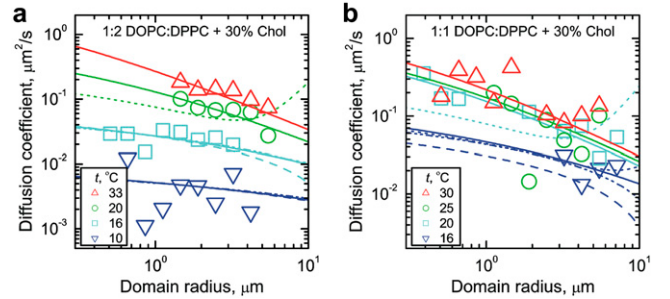 a
1:2 DOPC:DPPC + 30% Chol
Diffusion coefficient, μm²/s
10⁰
10⁻¹
10⁻²
10⁻³
t, °C
33
20
16
10
10⁰
10¹
Domain radius, μm
b
1:1 DOPC:DPPC + 30% Chol
Diffusion coefficient, μm²/s
10⁰
10⁻¹
10⁻²
t, °C
30
25
20
16
10⁰
10¹
Domain radius, μm